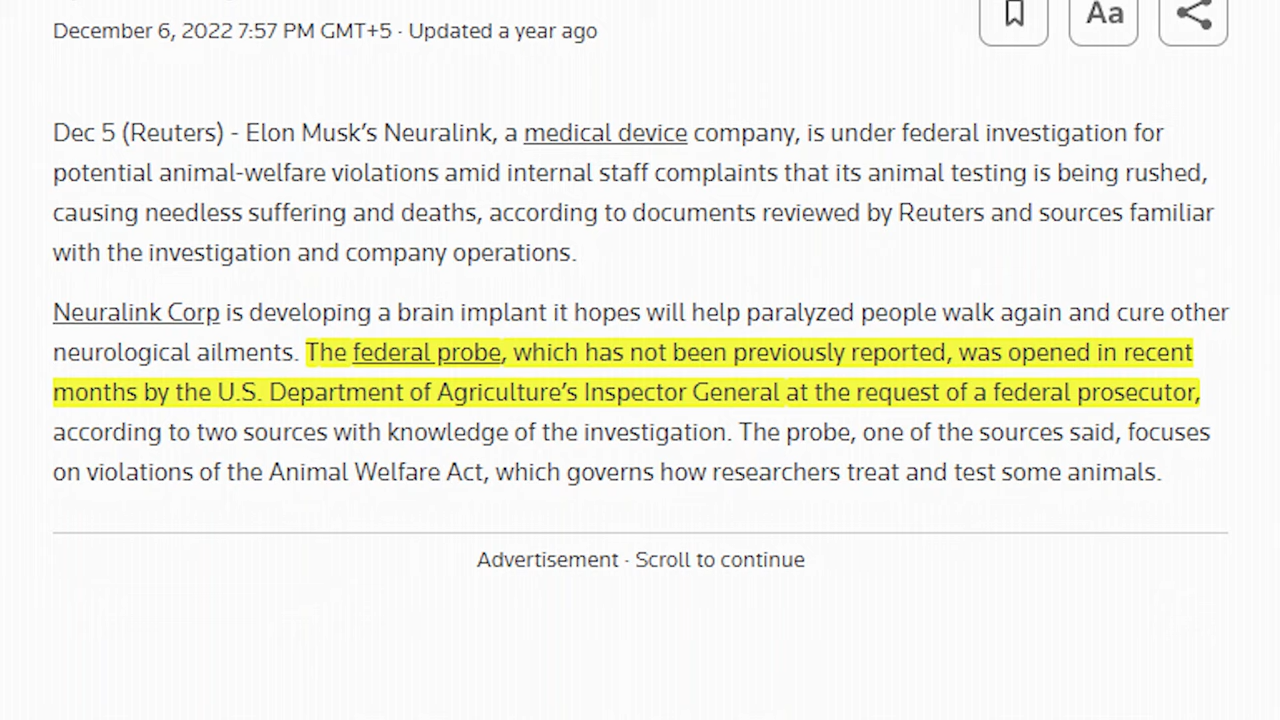 December 6, 2022 7:57 PM GMT+5 · Updated a year ago
Aa
Dec 5 (Reuters) - Elon Musk’s Neuralink, a medical device company, is under federal investigation for
potential animal-welfare violations amid internal staff complaints that its animal testing is being rushed,
causing needless suffering and deaths, according to documents reviewed by Reuters and sources familiar
with the investigation and company operations.
Neuralink Corp is developing a brain implant it hopes will help paralyzed people walk again and cure other
neurological ailments. The federal probe, which has not been previously reported, was opened in recent
months by the U.S. Department of Agriculture’s Inspector General at the request of a federal prosecutor,
according to two sources with knowledge of the investigation. The probe, one of the sources said, focuses
on violations of the Animal Welfare Act, which governs how researchers treat and test some animals.
Advertisement · Scroll to continue